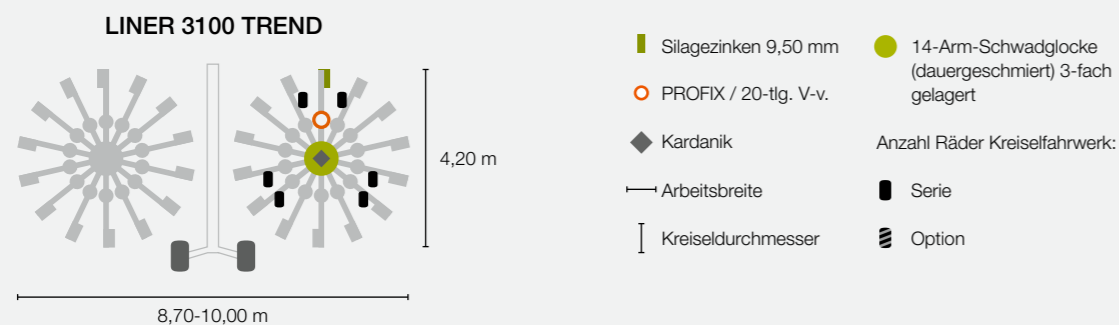 LINER 3100 TREND
4,20 m
8,70-10,00 m
Silagezinken 9,50 mm
PROFIX / 20-tlg. V-v.
Kardanik
Arbeitsbreite
Kreiseldurchmesser
14-Arm-Schwadglocke
(dauergeschmiert) 3-fach
gelagert
Anzahl Räder Kreiselfahrwerk:
Serie
Option